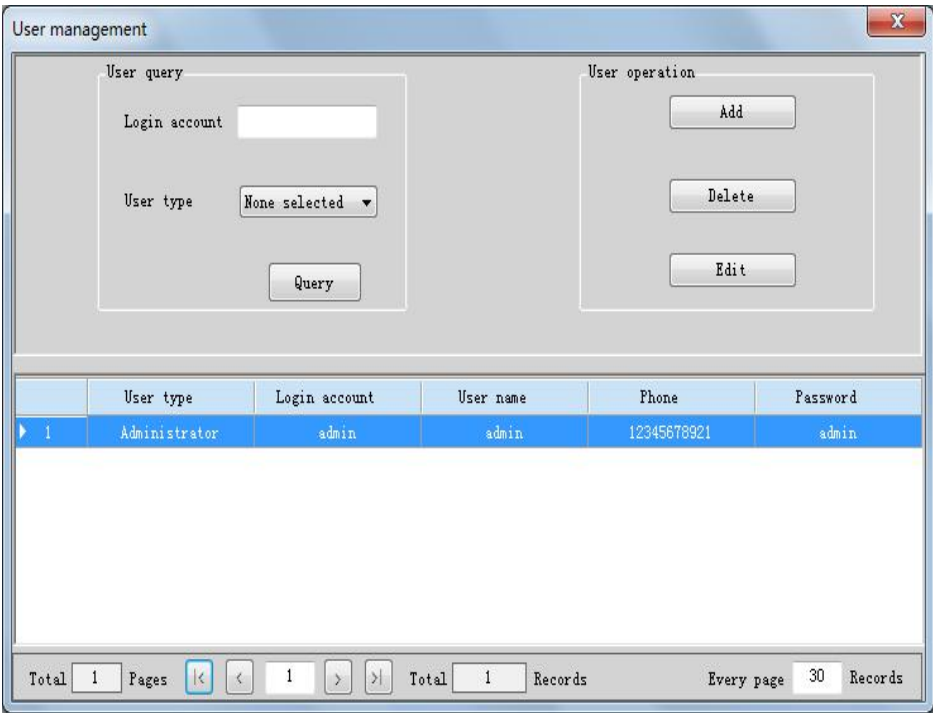 User management
User query
User operation
Login account
Add
User type None selected
Delete
Query
Edit
User type Login account User name Phone Password
1 Administrator admin admin 12345678921 admin
Total 1 Pages |< < 1 > >| Total 1 Records Every page 30 Records